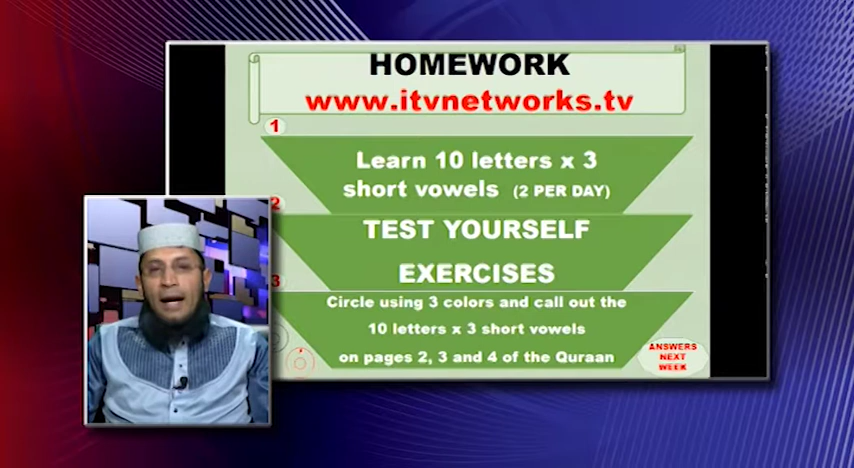 HOMEWORK
www.itvnetworks.tv
1
Learn 10 letters x 3
short vowels (2 PER DAY)
2
TEST YOURSELF
EXERCISES
3
Circle using 3 colors and call out the
10 letters x 3 short vowels
on pages 2, 3 and 4 of the Quraan
ANSWERS
NEXT
WEEK